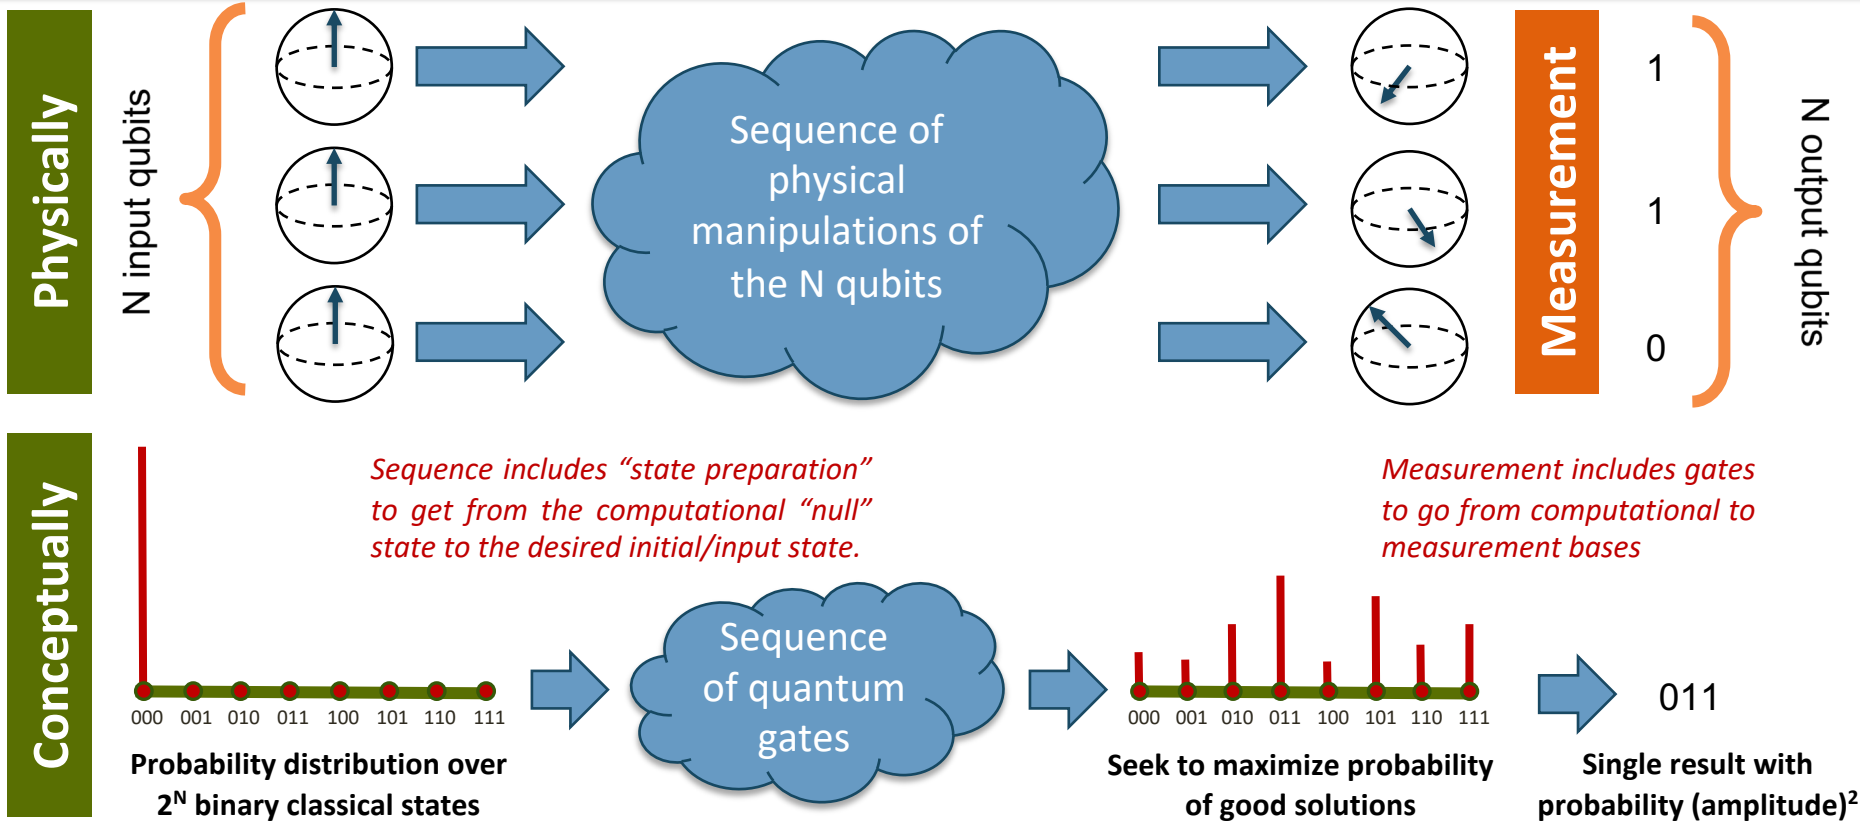 Physically
N input qubits
Sequence of
physical
manipulations of
the N qubits
Measurement
1
1
0
N output qubits
Conceptually
Sequence includes “state preparation”
to get from the computational “null”
state to the desired initial/input state.
Measurement includes gates
to go from computational to
measurement bases
000 001 010 011 100 101 110 111
Probability distribution over
2ᴺ binary classical states
Sequence
of quantum
gates
000 001 010 011 100 101 110 111
Seek to maximize probability
of good solutions
011
Single result with
probability (amplitude)²